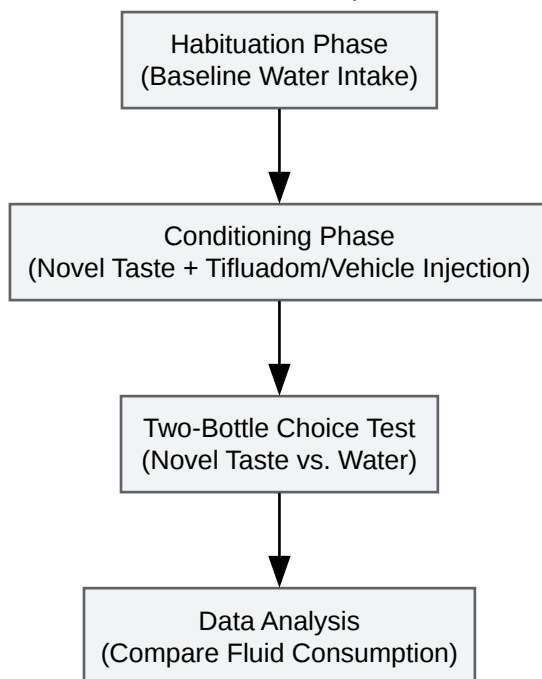 Habituation Phase
(Baseline Water Intake)
Conditioning Phase
(Novel Taste + Tifluadom/Vehicle Injection)
Two-Bottle Choice Test
(Novel Taste vs. Water)
Data Analysis
(Compare Fluid Consumption)